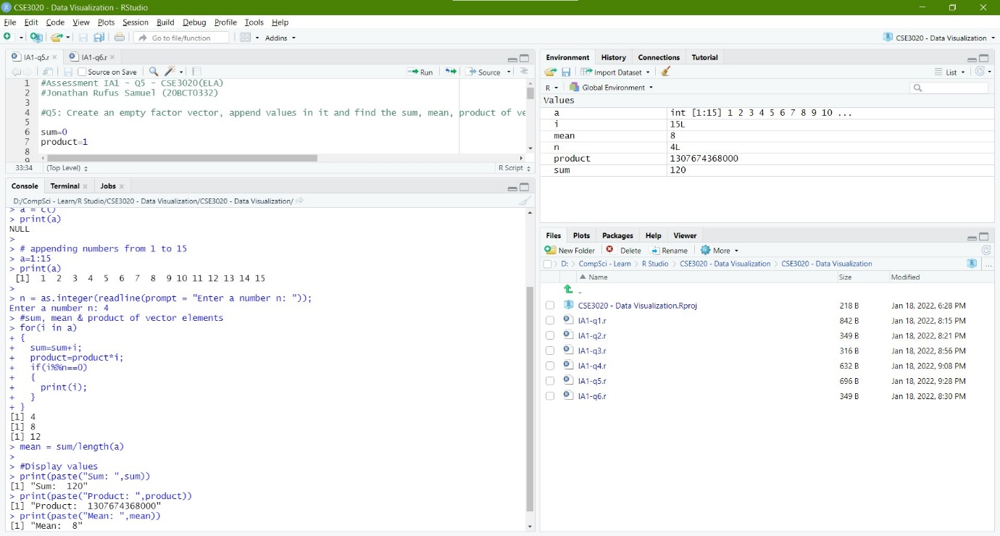 CSE3020 - Data Visualization - RStudio
File Edit Code View Plots Session Build Debug Profile Tools Help
Go to file/function Addins
CSE3020 - Data Visualization
IA1-q5.r IA1-q6.r
Source on Save Run Source
1 #Assessment IA1 - Q5 - CSE3020(ELA)
2 #Jonathan Rufus Samuel (20BCT0332)
3
4 #Q5: Create an empty factor vector, append values in it and find the sum, mean, product of ve
5
6 sum=0
7 product=1
8
9
33:34 (Top Level) R Script
Console Terminal Jobs
D:/CompSci - Learn/R Studio/CSE3020 - Data Visualization/CSE3020 - Data Visualization/
> a = c()
> print(a)
NULL
>
> # appending numbers from 1 to 15
> a=1:15
> print(a)
[1] 1 2 3 4 5 6 7 8 9 10 11 12 13 14 15
>
> n = as.integer(readline(prompt = "Enter a number n: "));
Enter a number n: 4
> #sum, mean & product of vector elements
> for(i in a)
+ {
+ sum=sum+i;
+ product=product*i;
+ if(i%%n==0)
+ {
+ print(i);
+ }
+ }
[1] 4
[1] 8
[1] 12
> mean = sum/length(a)
>
> #Display values
> print(paste("Sum: ",sum))
[1] "Sum:  120"
> print(paste("Product: ",product))
[1] "Product:  1307674368000"
> print(paste("Mean: ",mean))
[1] "Mean:  8"
Environment History Connections Tutorial
Import Dataset List
R Global Environment
Values
a int [1:15] 1 2 3 4 5 6 7 8 9 10 ...
i 15L
mean 8
n 4L
product 1307674368000
sum 120
Files Plots Packages Help Viewer
New Folder Delete Rename More
D: CompSci - Learn R Studio CSE3020 - Data Visualization CSE3020 - Data Visualization ...
Name Size Modified
..
CSE3020 - Data Visualization.Rproj 218 B Jan 18, 2022, 6:28 PM
IA1-q1.r 842 B Jan 18, 2022, 8:15 PM
IA1-q2.r 349 B Jan 18, 2022, 8:21 PM
IA1-q3.r 316 B Jan 18, 2022, 8:56 PM
IA1-q4.r 632 B Jan 18, 2022, 9:08 PM
IA1-q5.r 696 B Jan 18, 2022, 9:28 PM
IA1-q6.r 349 B Jan 18, 2022, 8:30 PM